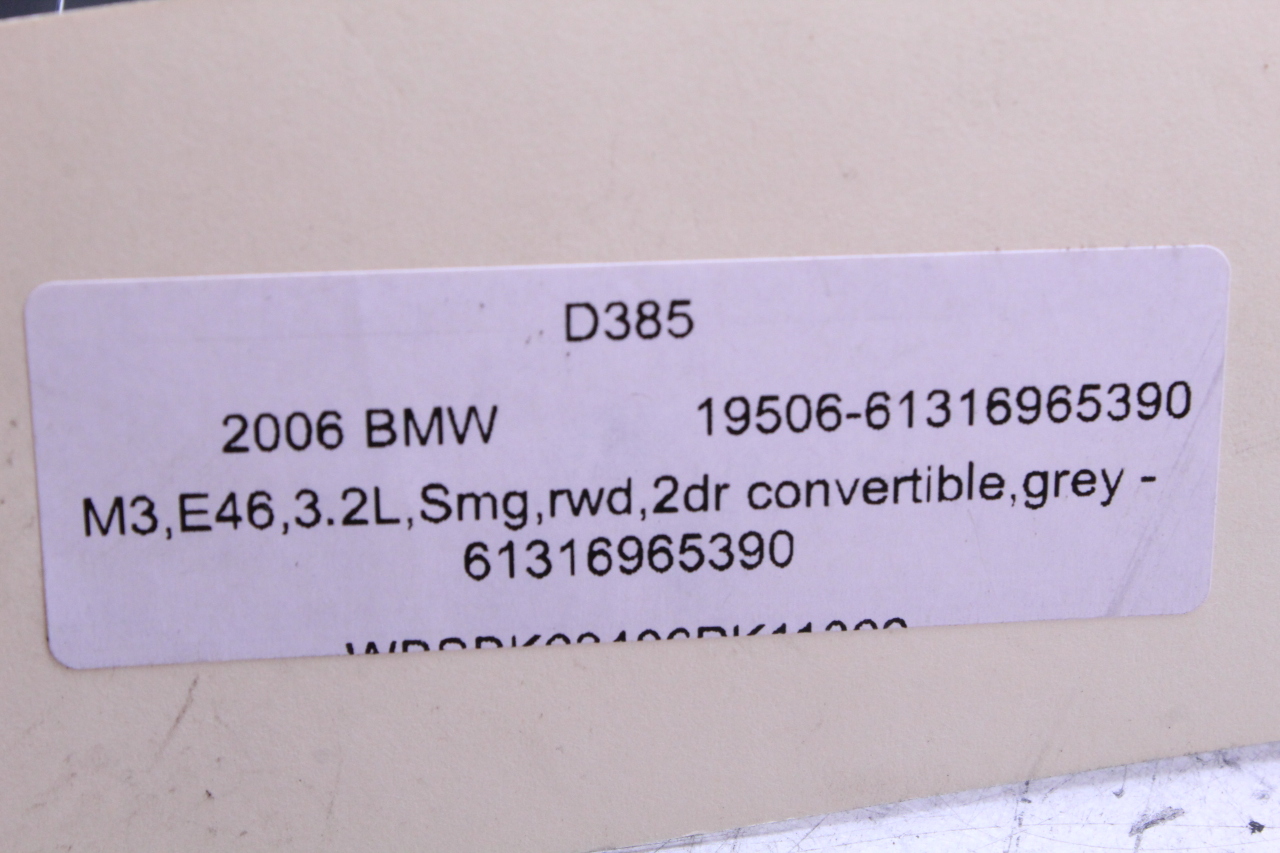 D385
2006 BMW 19506-61316965390
M3,E46,3.2L,Smg,rwd,2dr convertible,grey -
61316965390